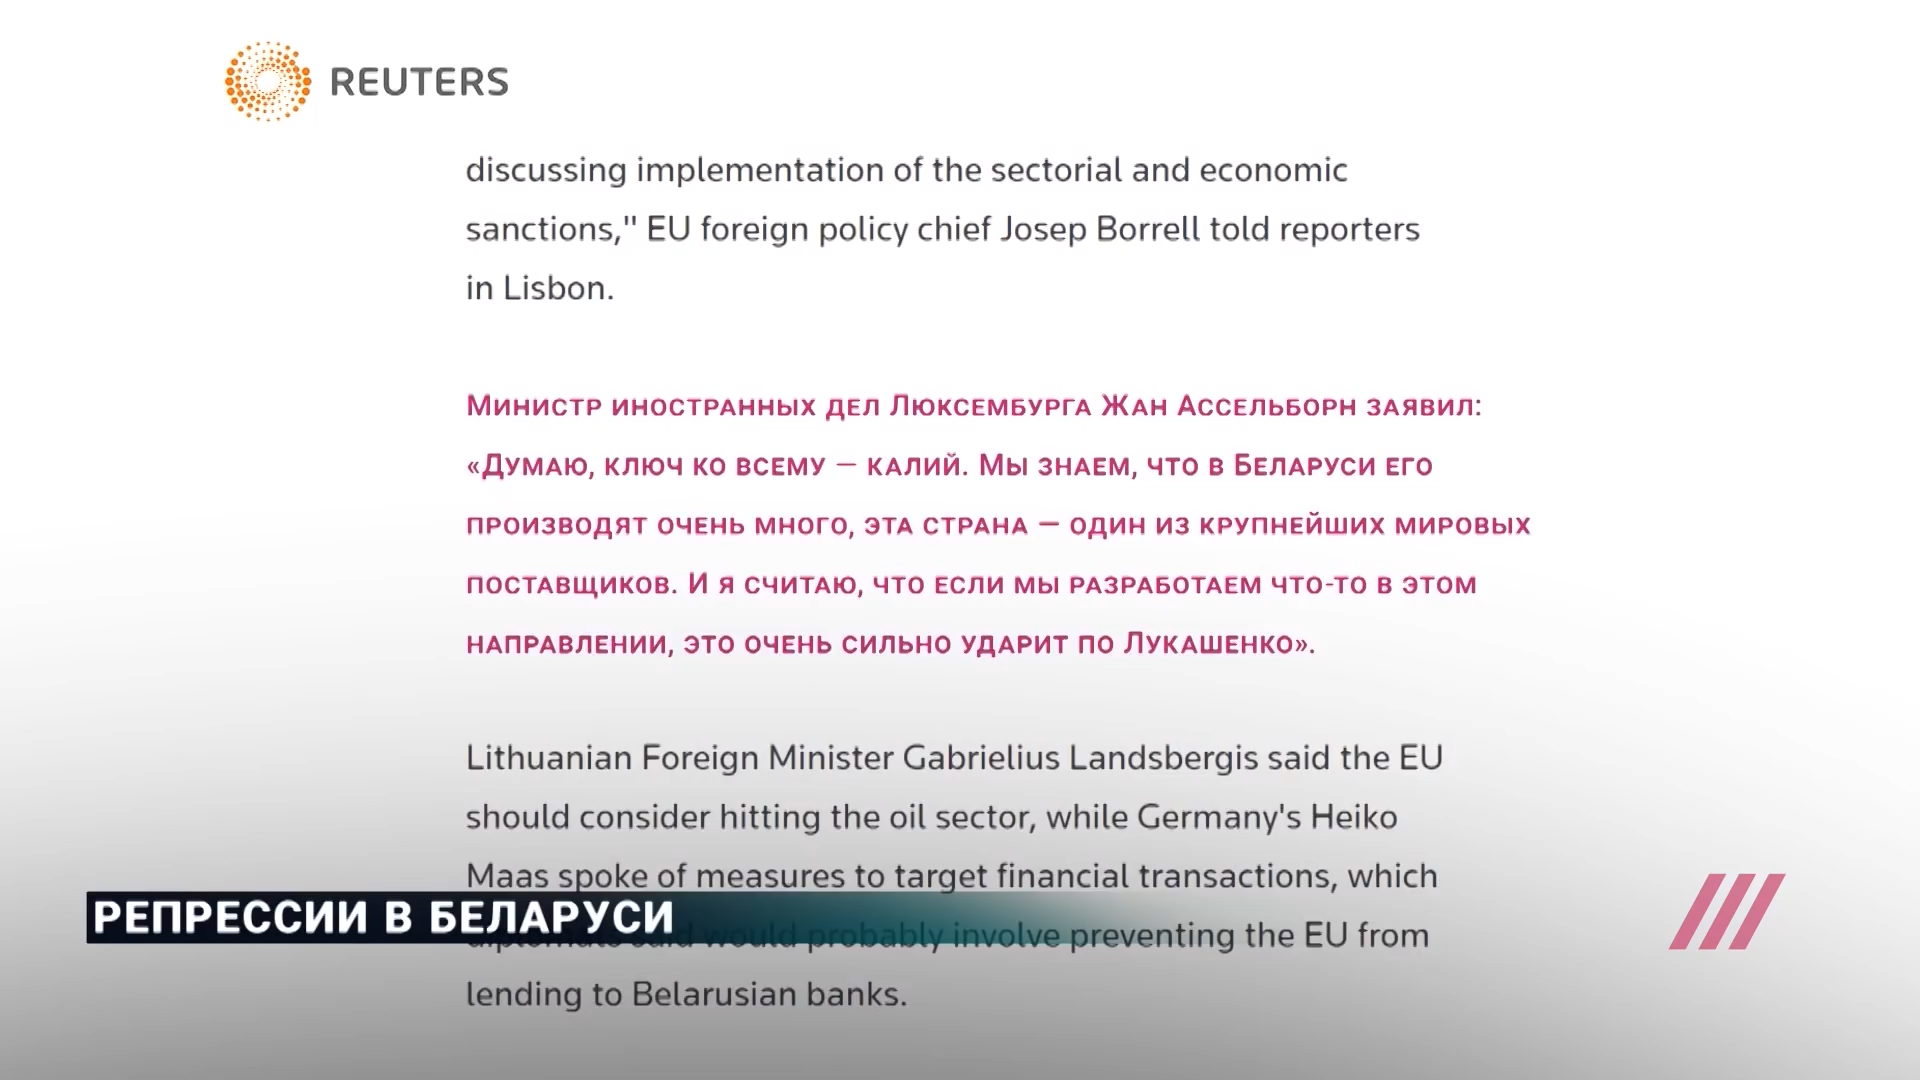 REUTERS
discussing implementation of the sectorial and economic
sanctions," EU foreign policy chief Josep Borrell told reporters
in Lisbon.
Министр иностранных дел Люксембурга Жан Ассельборн заявил:
«Думаю, ключ ко всему — калий. Мы знаем, что в Беларуси его
производят очень много, эта страна — один из крупнейших мировых
поставщиков. И я считаю, что если мы разработаем что-то в этом
направлении, это очень сильно ударит по Лукашенко».
Lithuanian Foreign Minister Gabrielius Landsbergis said the EU
should consider hitting the oil sector, while Germany's Heiko
Maas spoke of measures to target financial transactions, which
РЕПРЕССИИ В БЕЛАРУСИ
diplomats said would probably involve preventing the EU from
lending to Belarusian banks.